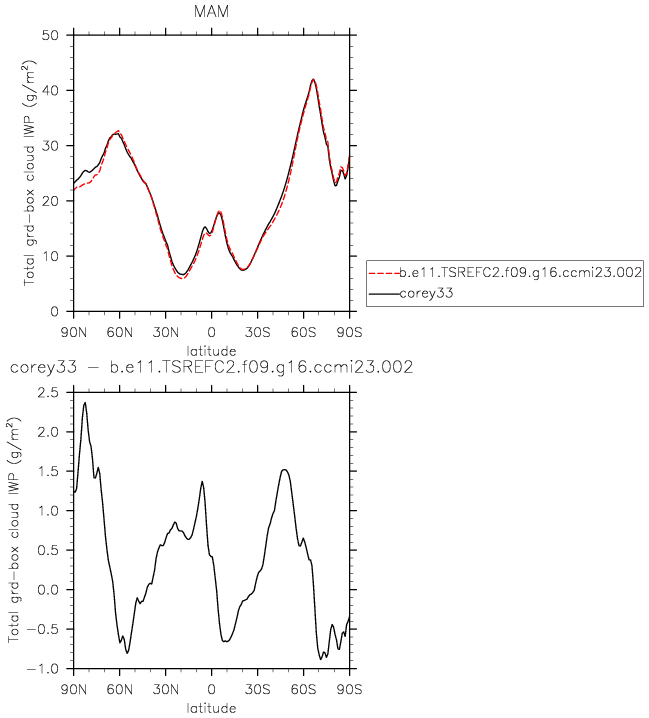 MAM
Total grd-box cloud IWP (g/m²)
50
40
30
20
10
0
90N 60N 30N 0 30S 60S 90S
latitude
b.e11.TSREFC2.f09.g16.ccmi23.002
corey33
corey33 − b.e11.TSREFC2.f09.g16.ccmi23.002
Total grd-box cloud IWP (g/m²)
2.5
2.0
1.5
1.0
0.5
0.0
−0.5
−1.0
90N 60N 30N 0 30S 60S 90S
latitude